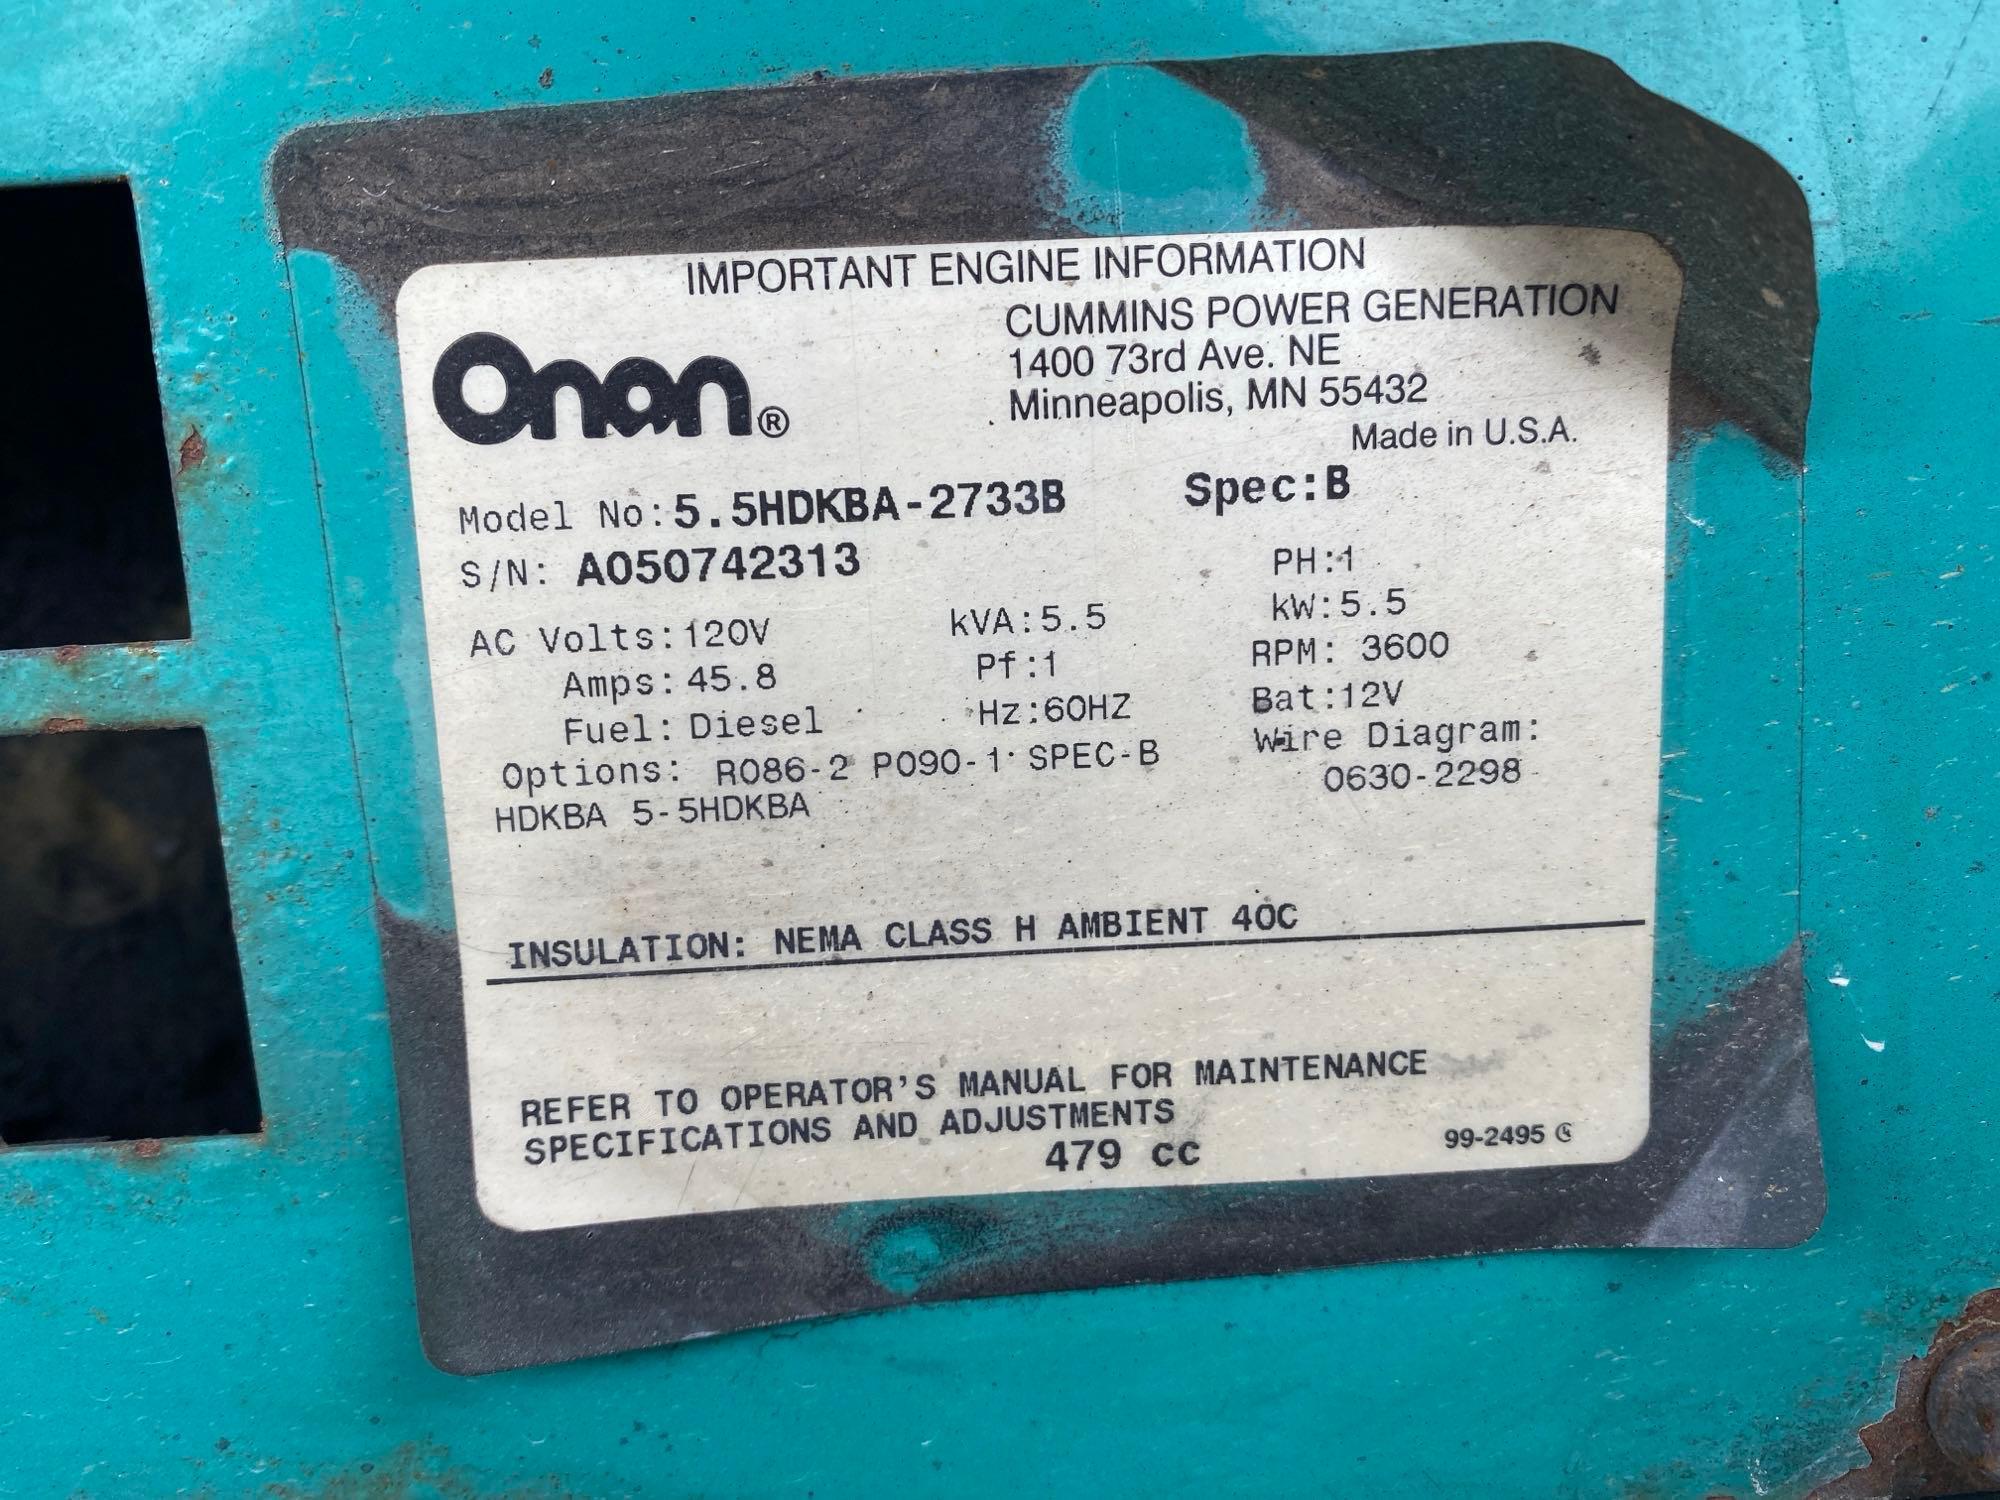 IMPORTANT ENGINE INFORMATION
Onan®
CUMMINS POWER GENERATION
1400 73rd Ave. NE
Minneapolis, MN 55432
Made in U.S.A.
Model No: 5.5HDKBA-2733B Spec: B
S/N: A050742313 PH:1
AC Volts: 120V kVA: 5.5 kW: 5.5
Amps: 45.8 Pf: 1 RPM: 3600
Fuel: Diesel Hz: 60HZ Bat: 12V
Options: R086-2 P090-1 SPEC-B Wire Diagram:
HDKBA 5-5HDKBA 0630-2298
INSULATION: NEMA CLASS H AMBIENT 40C
REFER TO OPERATOR'S MANUAL FOR MAINTENANCE
SPECIFICATIONS AND ADJUSTMENTS
479 cc 99-2495